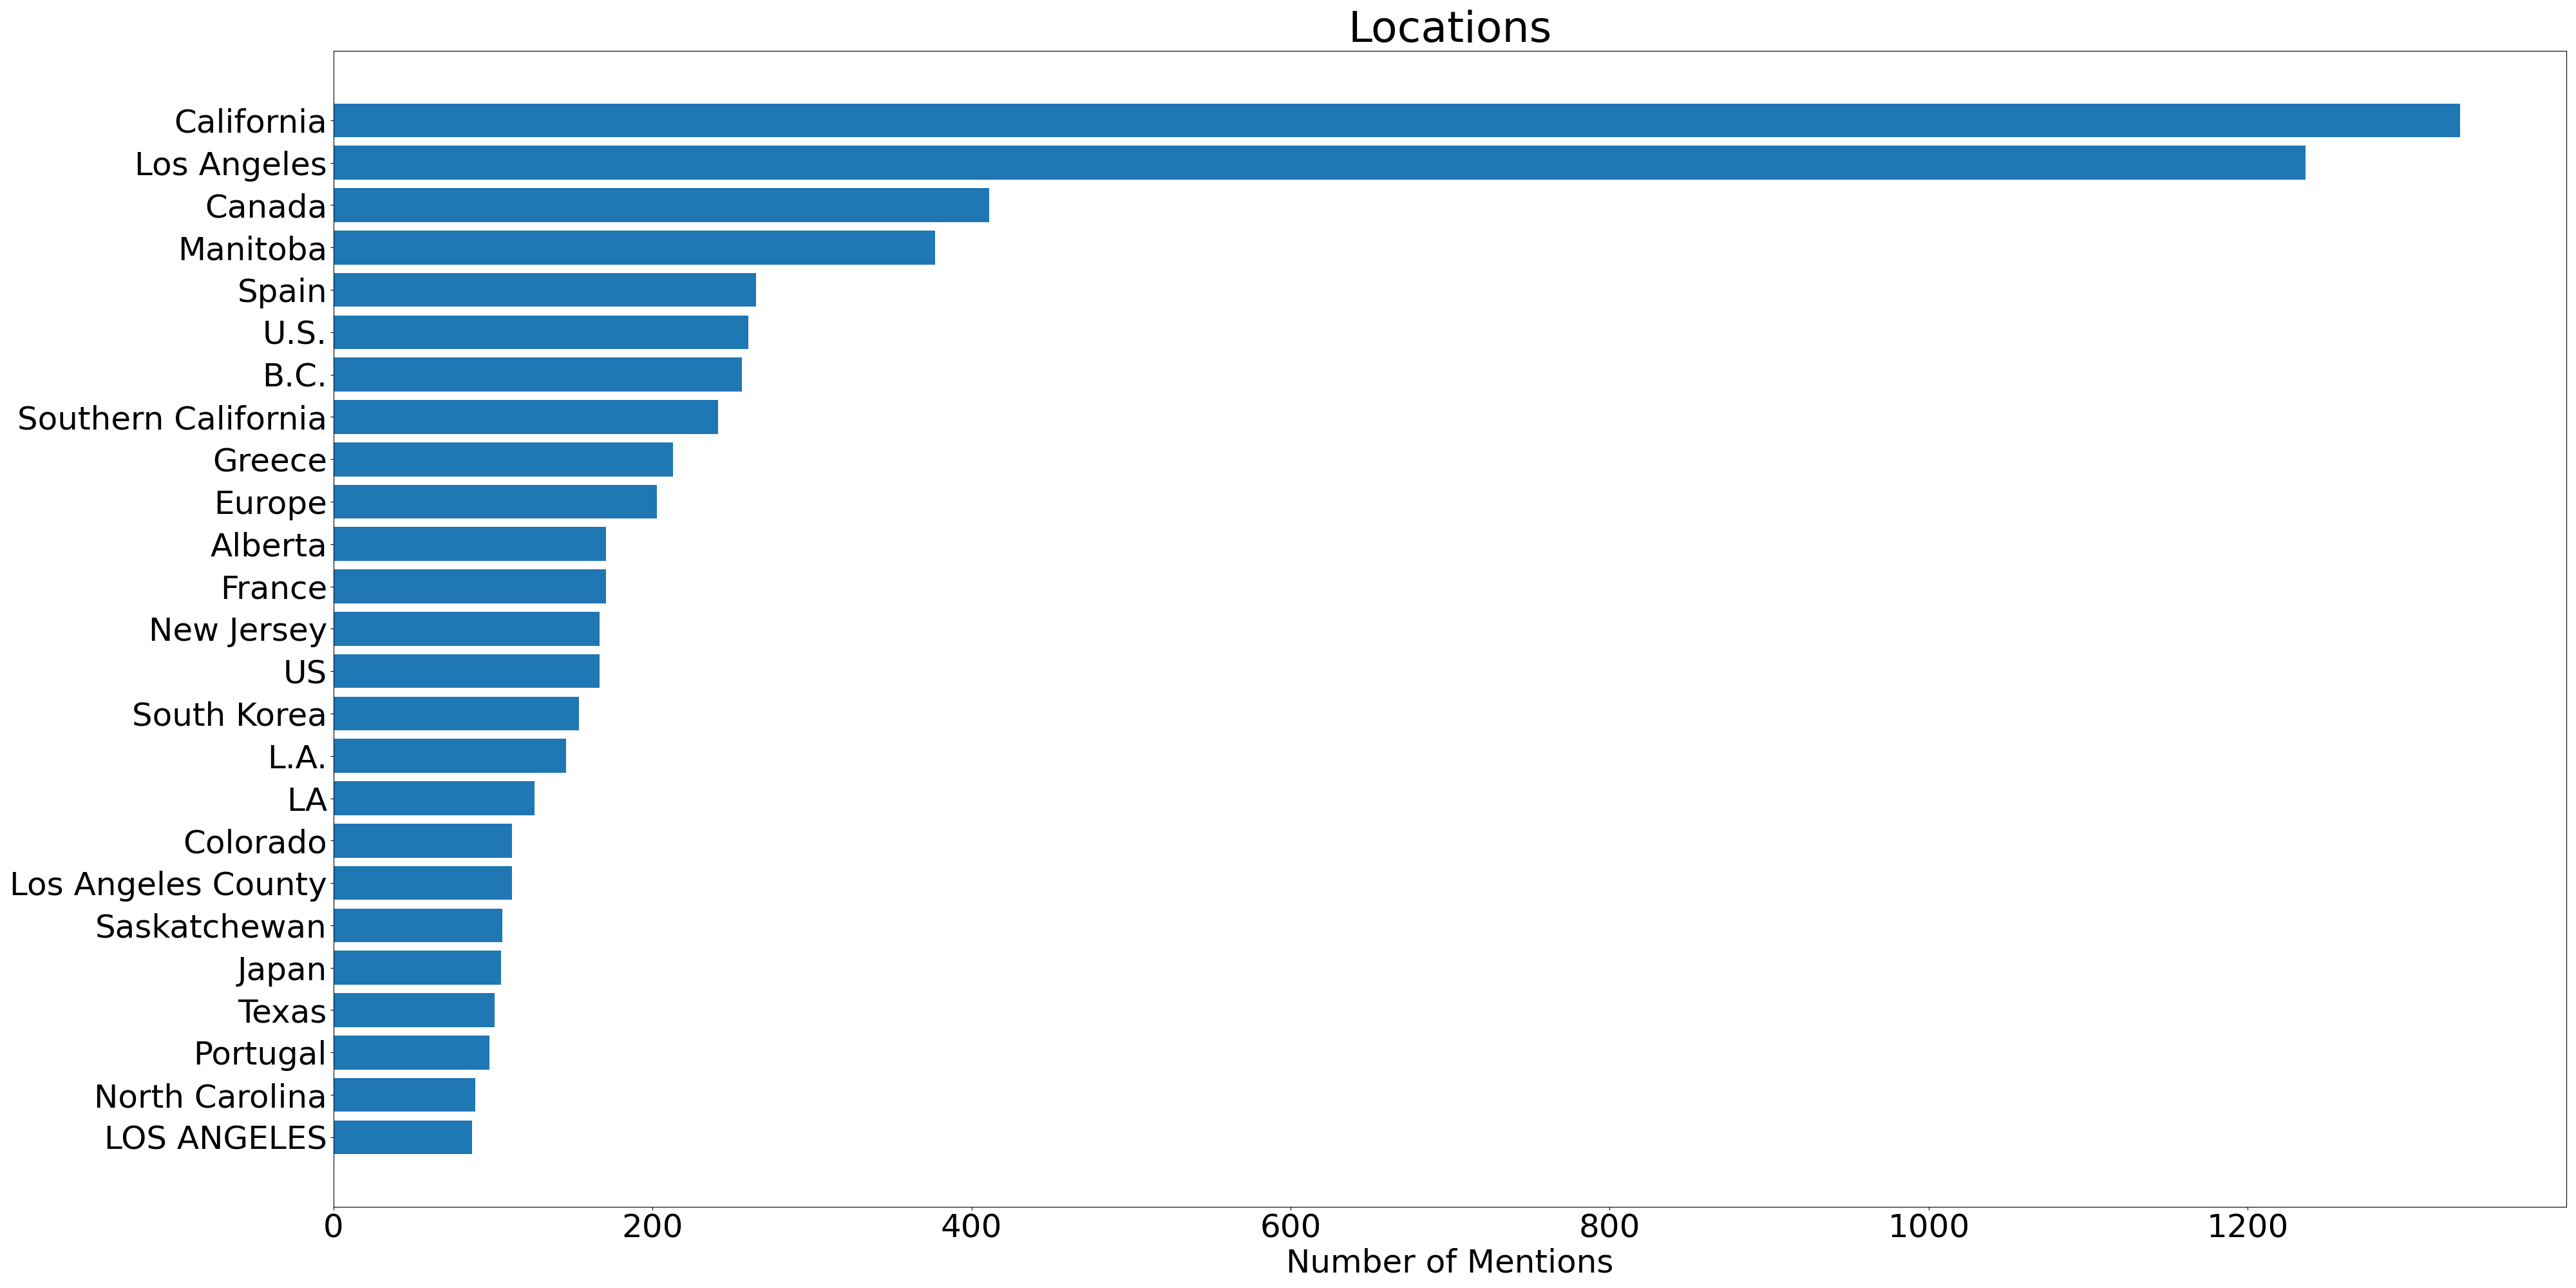 Locations
California
Los Angeles
Canada
Manitoba
Spain
U.S.
B.C.
Southern California
Greece
Europe
Alberta
France
New Jersey
US
South Korea
L.A.
LA
Colorado
Los Angeles County
Saskatchewan
Japan
Texas
Portugal
North Carolina
LOS ANGELES
0 200 400 600 800 1000 1200
Number of Mentions